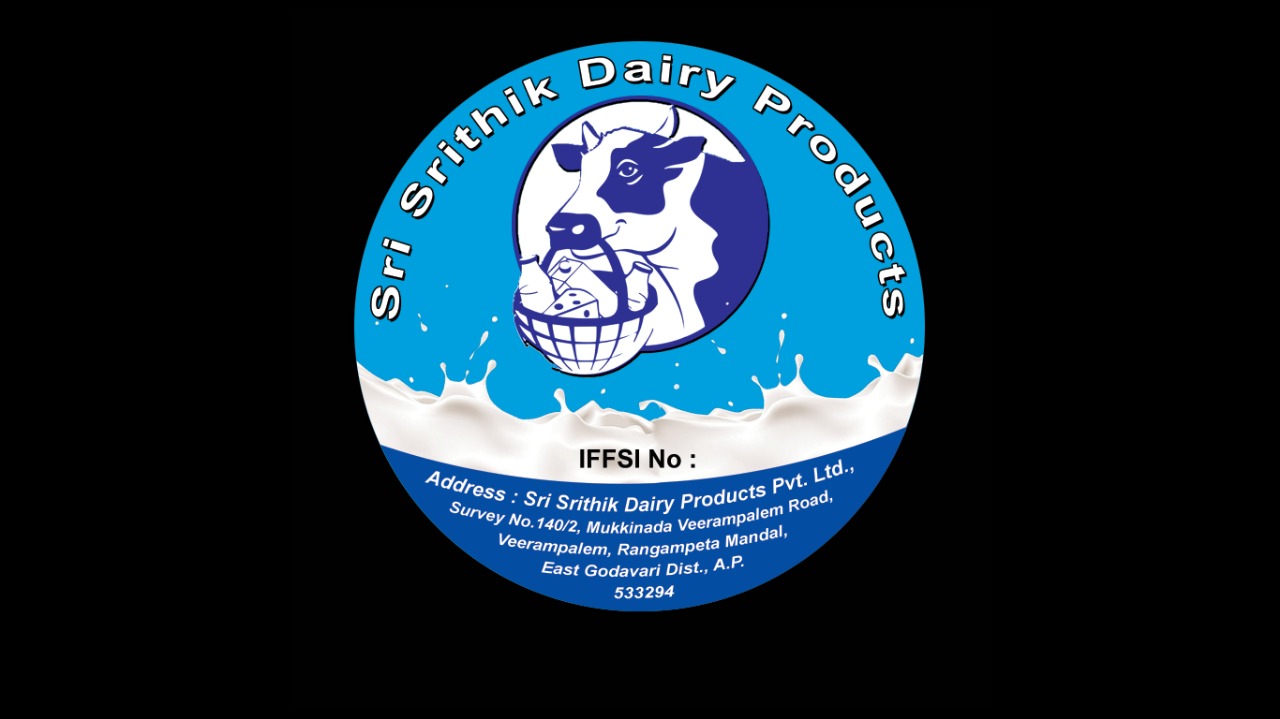 Sri Srithik Dairy Products
IFFSI No :
Address : Sri Srithik Dairy Products Pvt. Ltd.,
Survey No.140/2, Mukkinada Veerampalem Road,
Veerampalem, Rangampeta Mandal,
East Godavari Dist., A.P.
533294